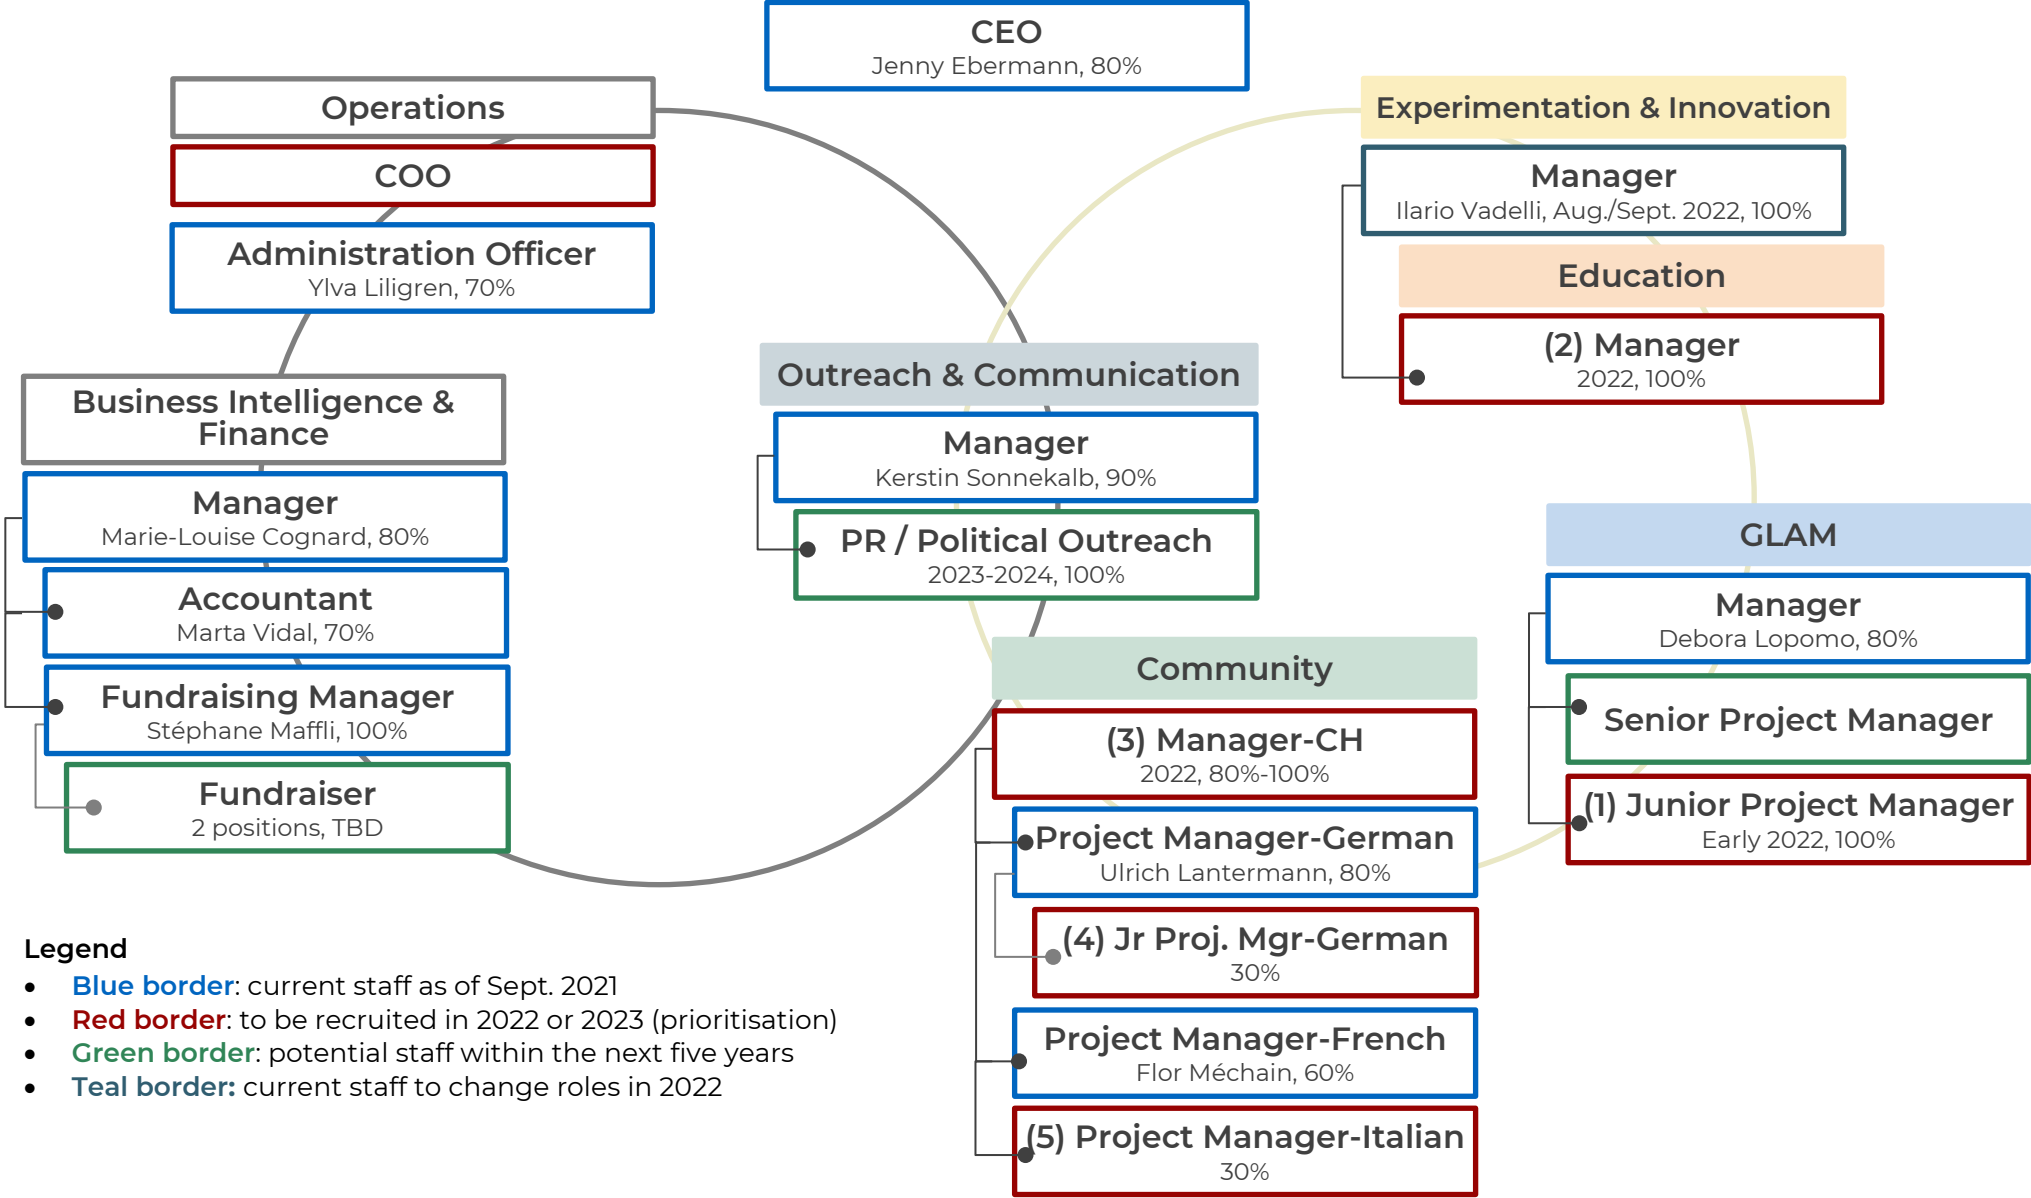 CEO
Jenny Ebermann, 80%
Operations
COO
Administration Officer
Ylva Liligren, 70%
Business Intelligence &
Finance
Manager
Marie-Louise Cognard, 80%
Accountant
Marta Vidal, 70%
Fundraising Manager
Stéphane Maffli, 100%
Fundraiser
2 positions, TBD
Outreach & Communication
Manager
Kerstin Sonnekalb, 90%
PR / Political Outreach
2023-2024, 100%
Community
(3) Manager-CH
2022, 80%-100%
Project Manager-German
Ulrich Lantermann, 80%
(4) Jr Proj. Mgr-German
30%
Project Manager-French
Flor Méchain, 60%
(5) Project Manager-Italian
30%
Experimentation & Innovation
Manager
Ilario Vadelli, Aug./Sept. 2022, 100%
Education
(2) Manager
2022, 100%
GLAM
Manager
Debora Lopomo, 80%
Senior Project Manager
(1) Junior Project Manager
Early 2022, 100%
Legend
• Blue border: current staff as of Sept. 2021
• Red border: to be recruited in 2022 or 2023 (prioritisation)
• Green border: potential staff within the next five years
• Teal border: current staff to change roles in 2022